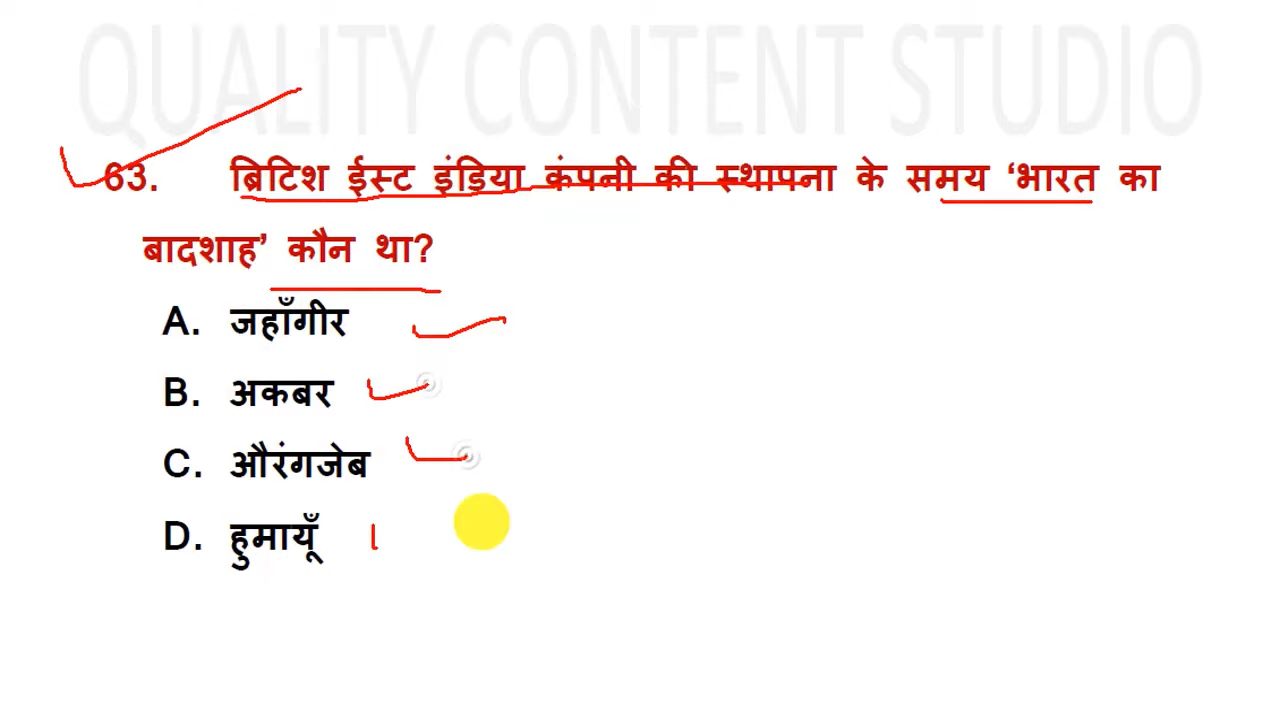 QUALITY CONTENT STUDIO
63. ब्रिटिश ईस्ट इंडिया कंपनी की स्थापना के समय ‘भारत का
बादशाह’ कौन था?
A. जहाँगीर
B. अकबर
C. औरंगजेब
D. हुमायूँ